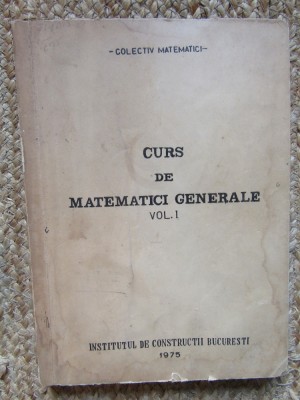 -COLECTIV MATEMATICI-
CURS
DE
MATEMATICI GENERALE
VOL. I
INSTITUTUL DE CONSTRUCTII BUCURESTI
1975